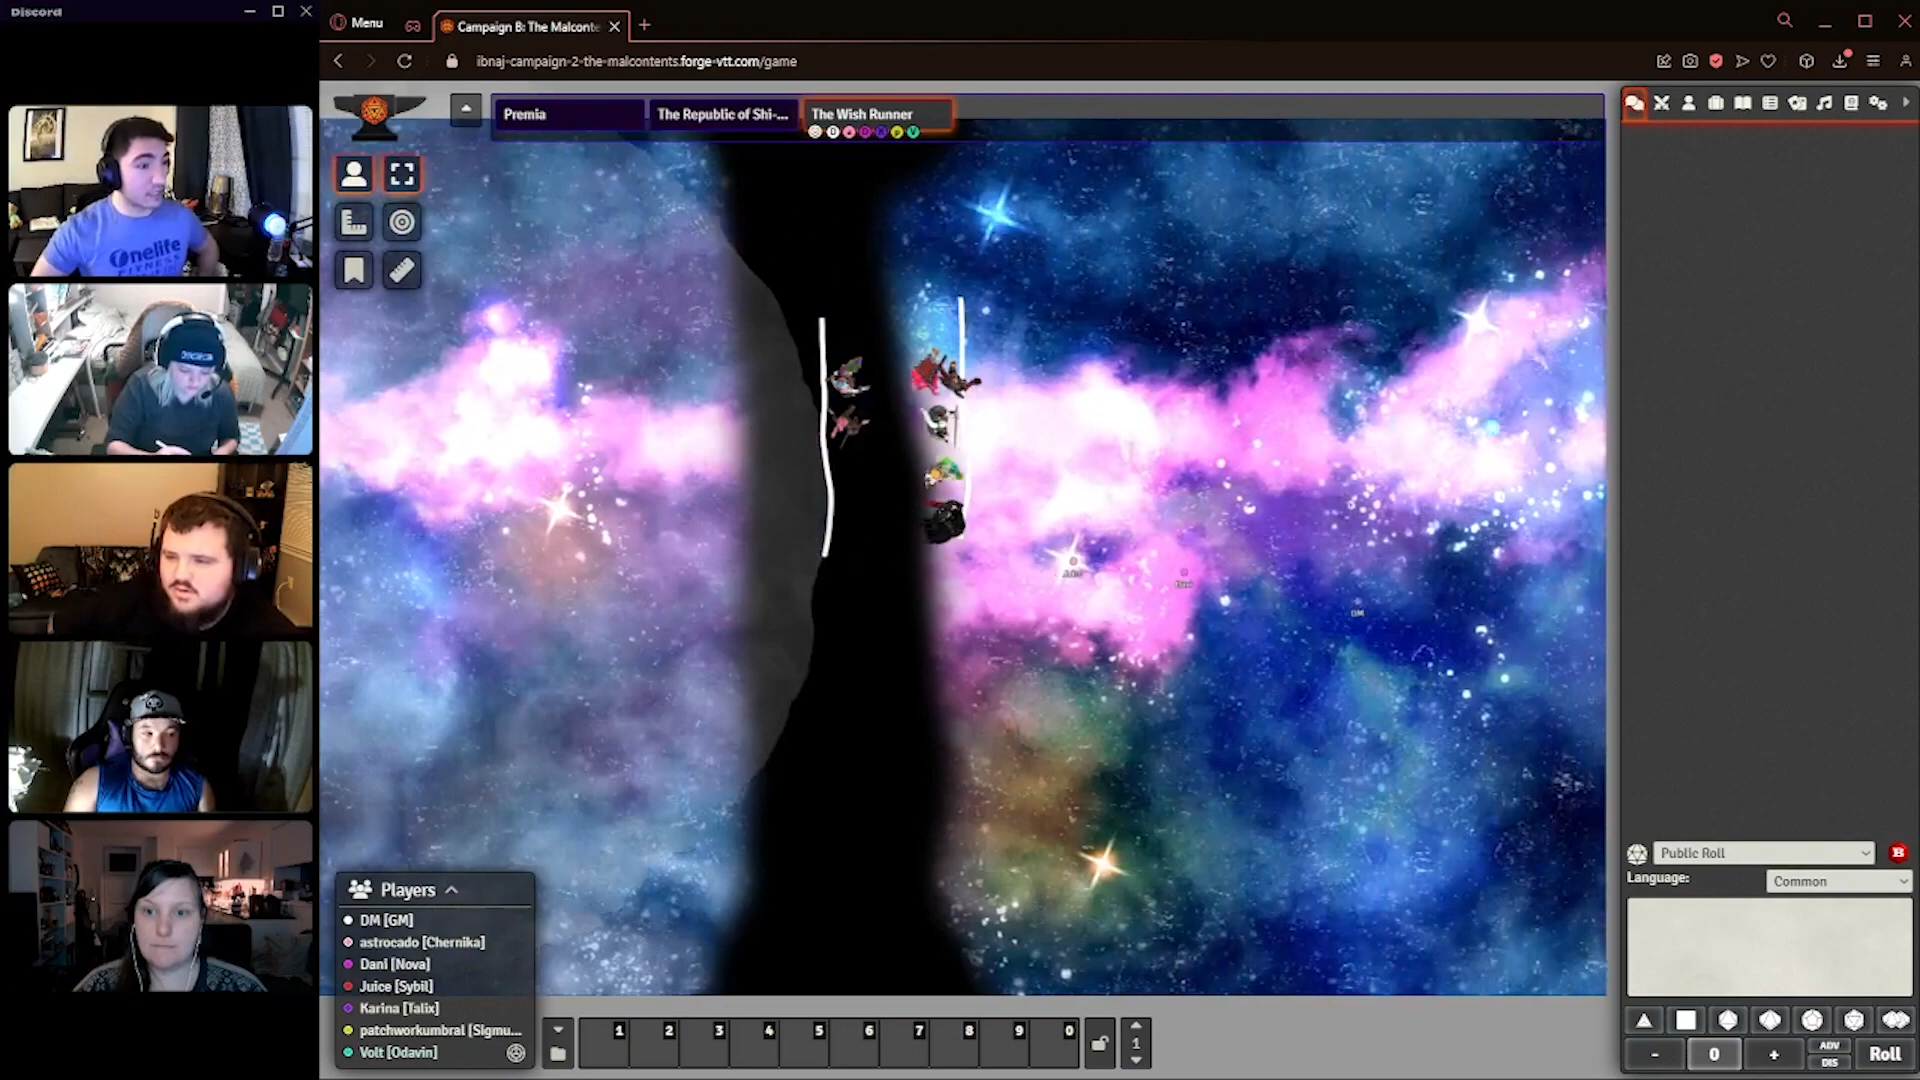 Discord
Menu
Campaign B: The Malconte
ibnaj-campaign-2-the-malcontents.forge-vtt.com/game
Premia
The Republic of Shi-...
The Wish Runner
Onelife
FITNESS
DM
Players
DM [GM]
astrocado [Chernika]
Dani [Nova]
Juice [Sybil]
Karina [Talix]
patchworkumbral [Sigmu...
Volt [Odavin]
1 2 3 4 5 6 7 8 9 0
1
Public Roll
Language:
Common
- 0 + ADV
DIS
Roll